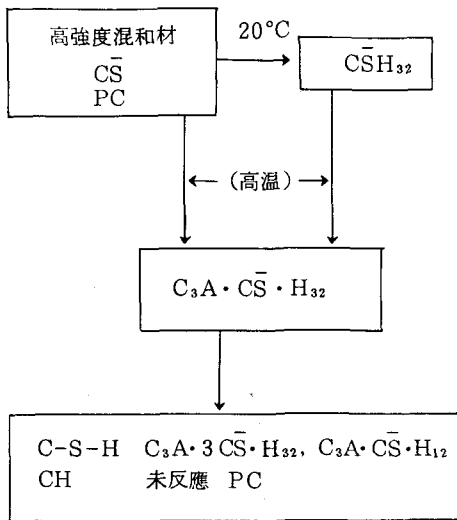 高強度混和材
CS̄
PC
20°C
CS̄H₃₂
(高温)
C₃A・CS̄・H₃₂
C-S-H C₃A・3CS̄・H₃₂, C₃A・CS̄・H₁₂
CH 未反應 PC